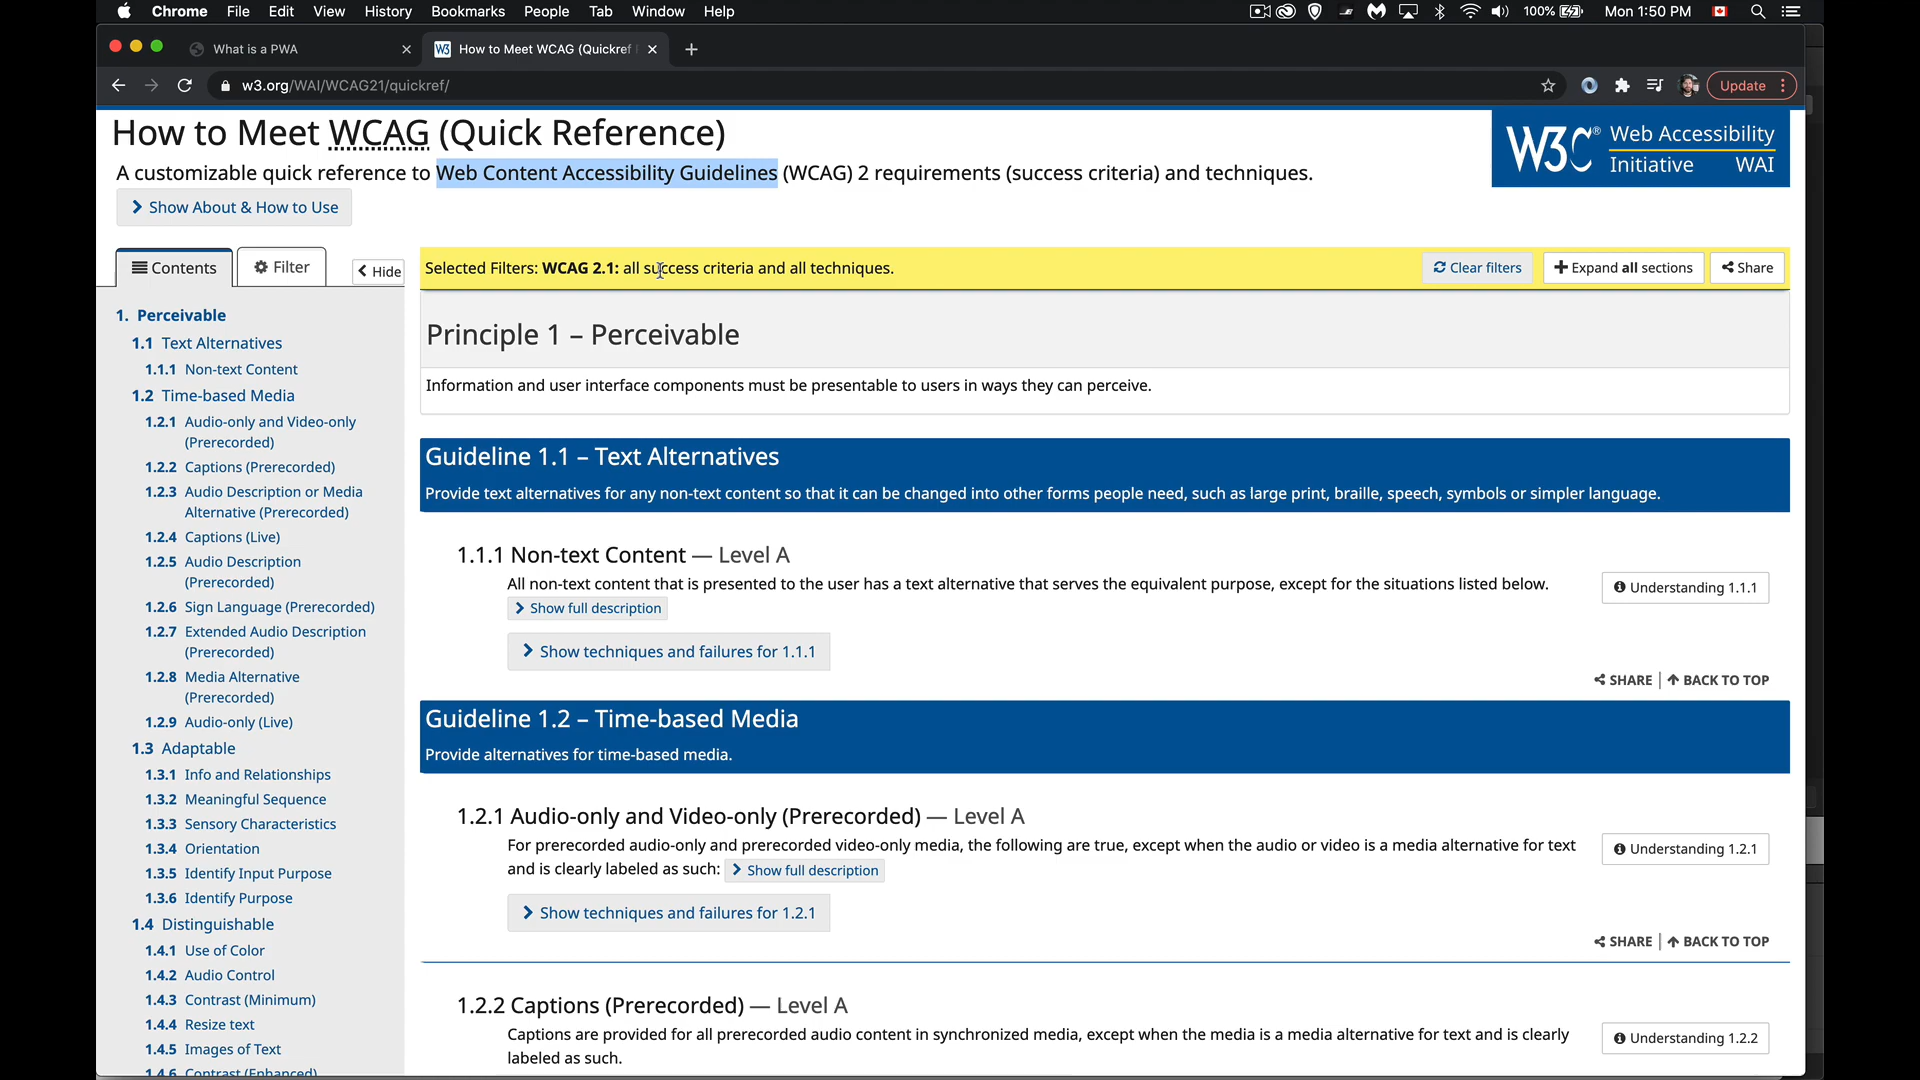 Chrome File Edit View History Bookmarks People Tab Window Help 100% Mon 1:50 PM
What is a PWA
How to Meet WCAG (Quickref
w3.org/WAI/WCAG21/quickref/
Update
How to Meet WCAG (Quick Reference)
A customizable quick reference to Web Content Accessibility Guidelines (WCAG) 2 requirements (success criteria) and techniques.
Show About & How to Use
W3C® Web Accessibility
Initiative WAI
Contents
Filter
Hide
Selected Filters: WCAG 2.1: all success criteria and all techniques.
Clear filters
Expand all sections
Share
1. Perceivable
1.1 Text Alternatives
1.1.1 Non-text Content
1.2 Time-based Media
1.2.1 Audio-only and Video-only
(Prerecorded)
1.2.2 Captions (Prerecorded)
1.2.3 Audio Description or Media
Alternative (Prerecorded)
1.2.4 Captions (Live)
1.2.5 Audio Description
(Prerecorded)
1.2.6 Sign Language (Prerecorded)
1.2.7 Extended Audio Description
(Prerecorded)
1.2.8 Media Alternative
(Prerecorded)
1.2.9 Audio-only (Live)
1.3 Adaptable
1.3.1 Info and Relationships
1.3.2 Meaningful Sequence
1.3.3 Sensory Characteristics
1.3.4 Orientation
1.3.5 Identify Input Purpose
1.3.6 Identify Purpose
1.4 Distinguishable
1.4.1 Use of Color
1.4.2 Audio Control
1.4.3 Contrast (Minimum)
1.4.4 Resize text
1.4.5 Images of Text
1.4.6 Contrast (Enhanced)
Principle 1 – Perceivable
Information and user interface components must be presentable to users in ways they can perceive.
Guideline 1.1 – Text Alternatives
Provide text alternatives for any non-text content so that it can be changed into other forms people need, such as large print, braille, speech, symbols or simpler language.
1.1.1 Non-text Content — Level A
All non-text content that is presented to the user has a text alternative that serves the equivalent purpose, except for the situations listed below.
Show full description
Understanding 1.1.1
Show techniques and failures for 1.1.1
SHARE | BACK TO TOP
Guideline 1.2 – Time-based Media
Provide alternatives for time-based media.
1.2.1 Audio-only and Video-only (Prerecorded) — Level A
For prerecorded audio-only and prerecorded video-only media, the following are true, except when the audio or video is a media alternative for text
and is clearly labeled as such: Show full description
Understanding 1.2.1
Show techniques and failures for 1.2.1
SHARE | BACK TO TOP
1.2.2 Captions (Prerecorded) — Level A
Captions are provided for all prerecorded audio content in synchronized media, except when the media is a media alternative for text and is clearly
labeled as such.
Understanding 1.2.2